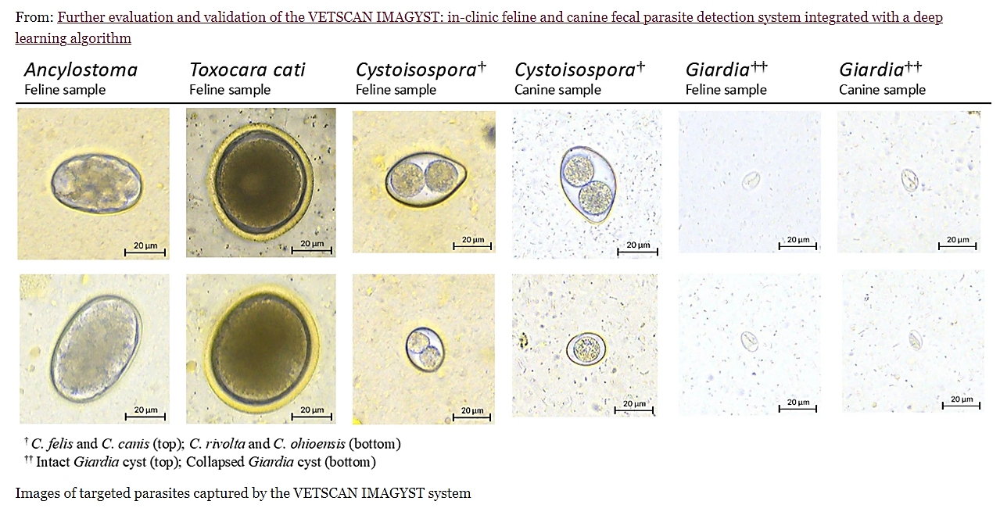 From: Further evaluation and validation of the VETSCAN IMAGYST: in-clinic feline and canine fecal parasite detection system integrated with a deep
learning algorithm
Ancylostoma Toxocara cati Cystoisospora† Cystoisospora† Giardia†† Giardia††
Feline sample Feline sample Feline sample Canine sample Feline sample Canine sample
20 µm 20 µm 20 µm 20 µm 20 µm 20 µm
20 µm 20 µm 20 µm 20 µm 20 µm 20 µm
† C. felis and C. canis (top); C. rivolta and C. ohioensis (bottom)
†† Intact Giardia cyst (top); Collapsed Giardia cyst (bottom)
Images of targeted parasites captured by the VETSCAN IMAGYST system